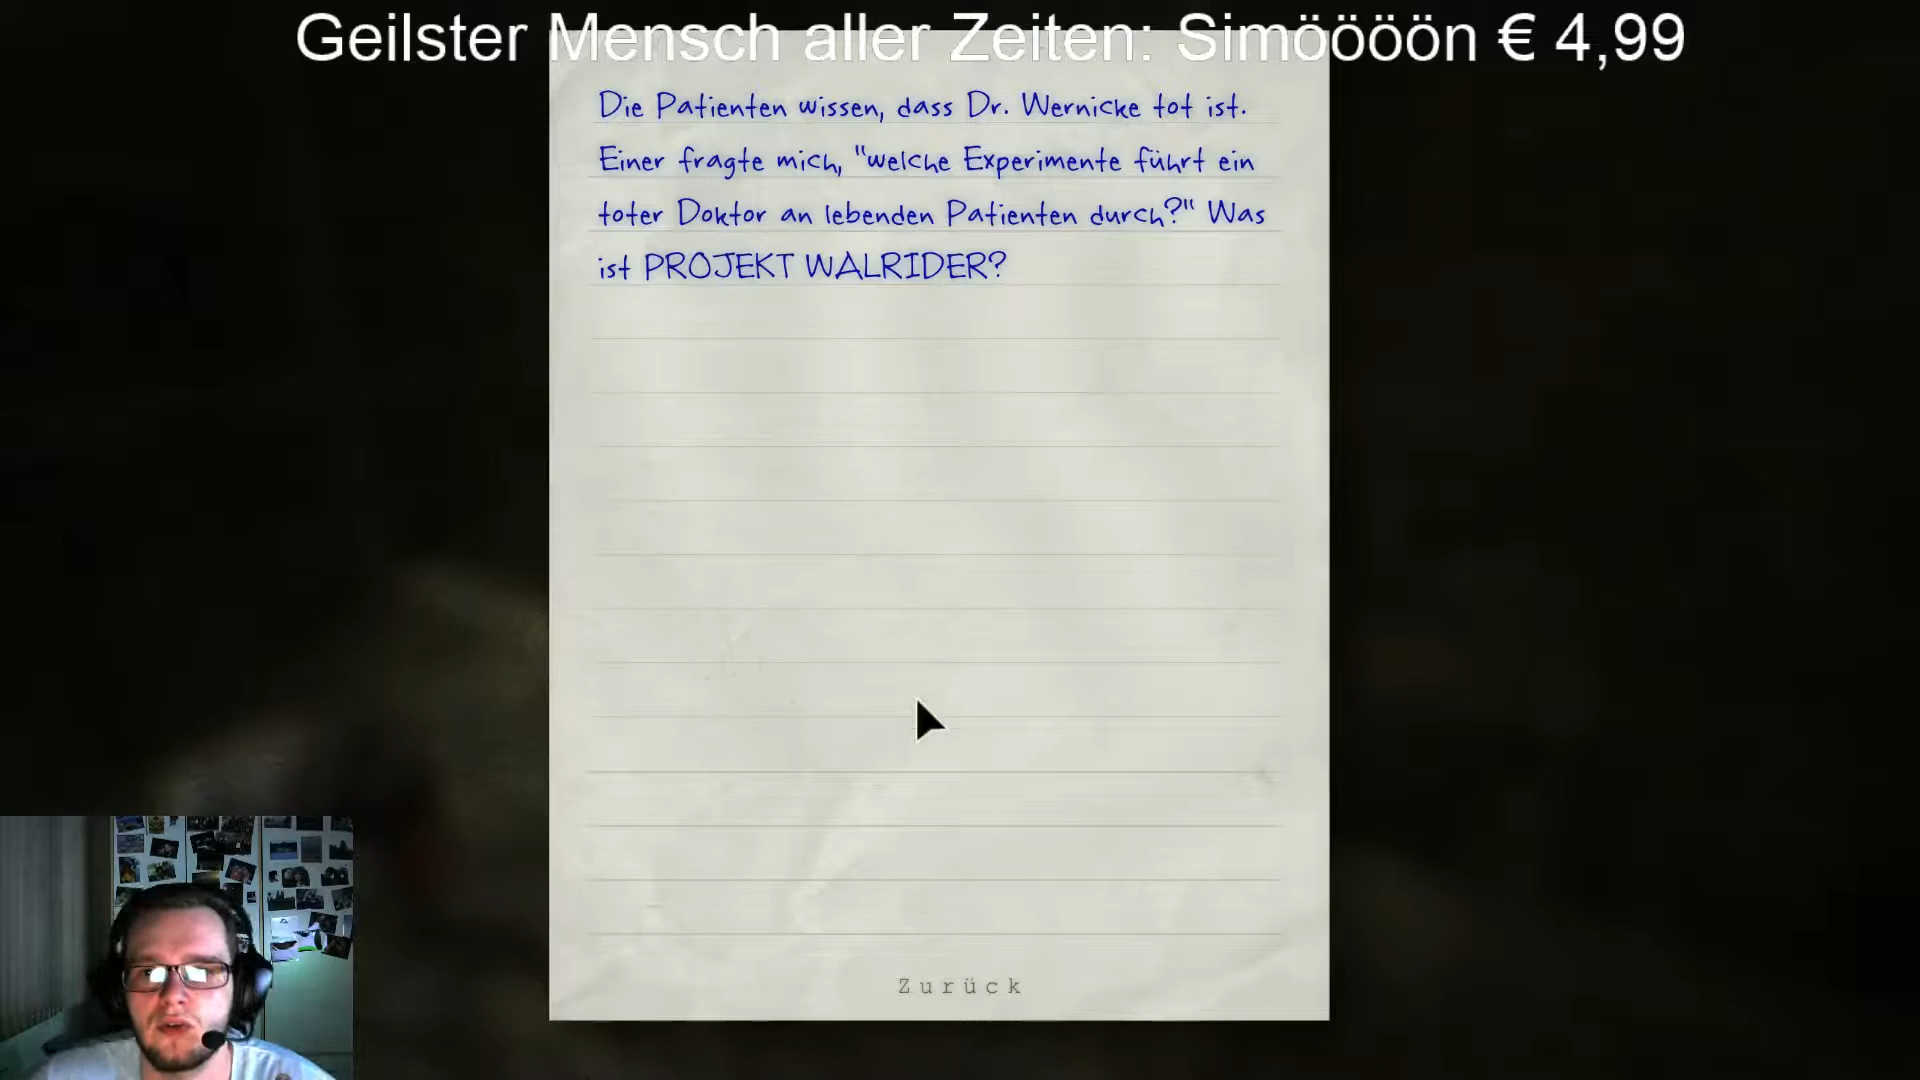 Geilster Mensch aller Zeiten: Simööööön € 4,99
Die Patienten wissen, dass Dr. Wernicke tot ist.
Einer fragte mich, "welche Experimente führt ein
toter Doktor an lebenden Patienten durch?" Was
ist PROJEKT WALRIDER?
Zurück